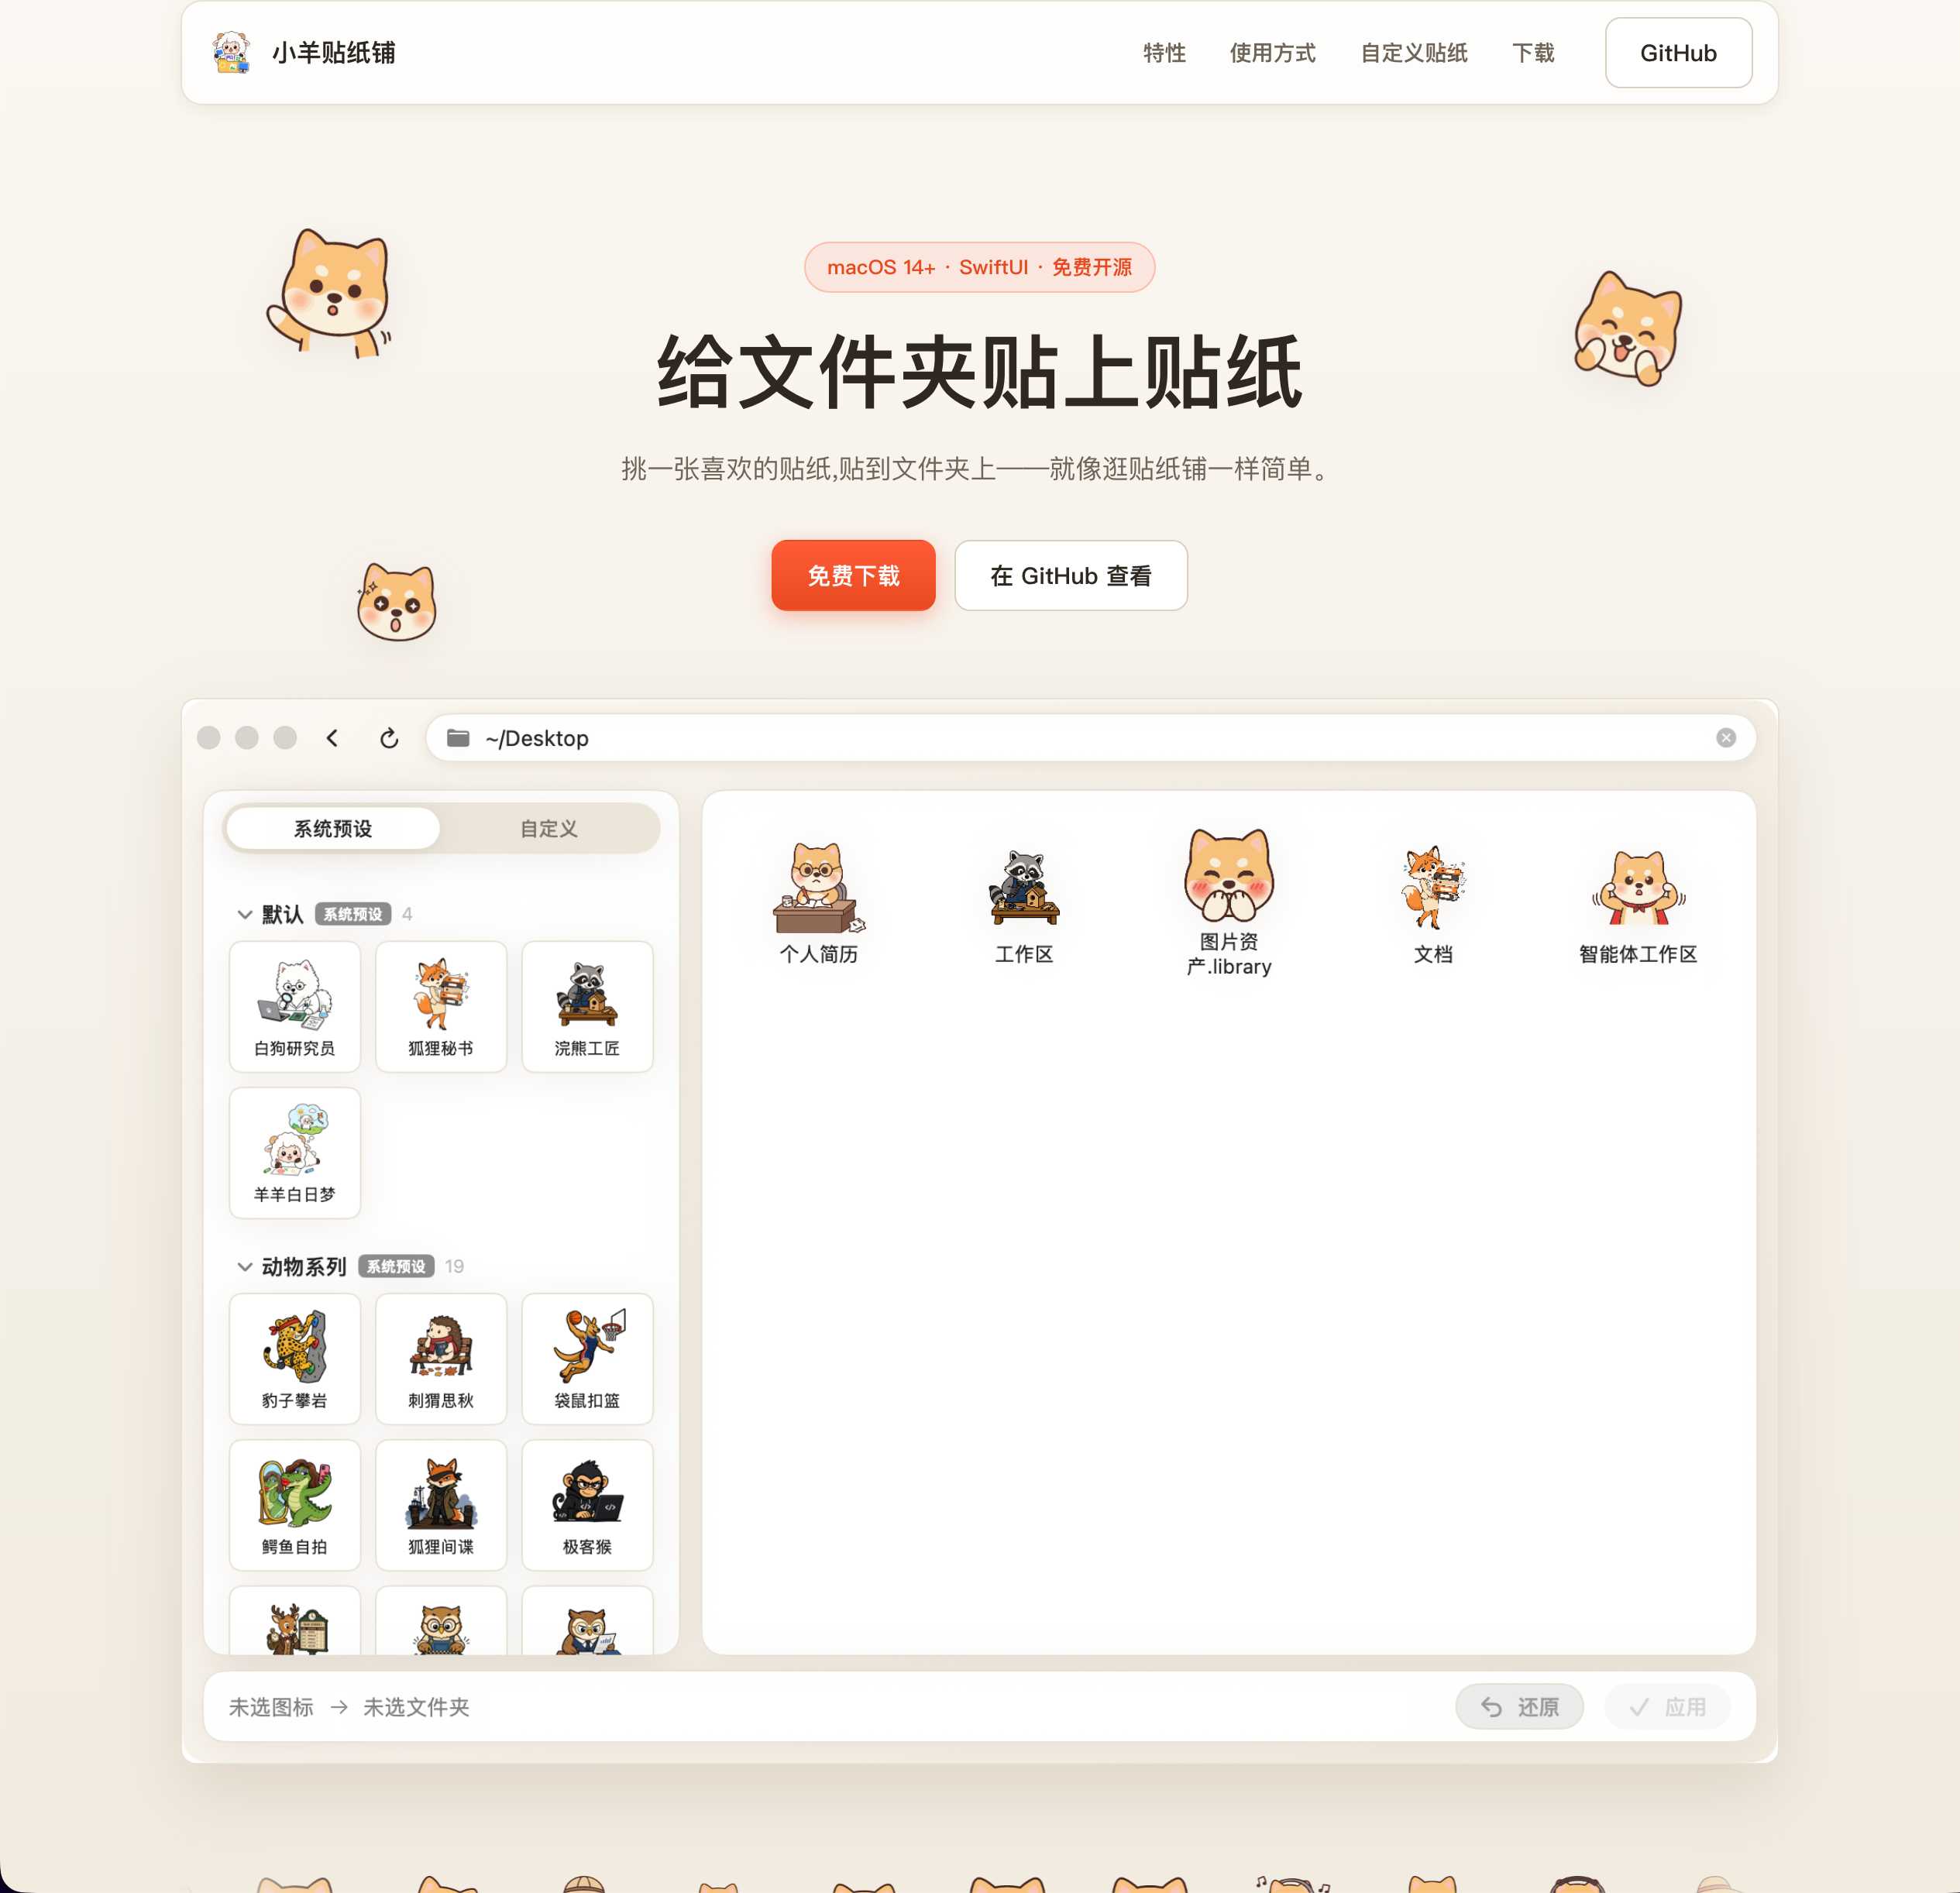 小羊贴纸铺
特性 使用方式 自定义贴纸 下载 GitHub
macOS 14+ · SwiftUI · 免费开源
给文件夹贴上贴纸
挑一张喜欢的贴纸,贴到文件夹上——就像逛贴纸铺一样简单。
免费下载 在 GitHub 查看
~/Desktop
系统预设 自定义
默认 系统预设 4
白狗研究员 狐狸秘书 浣熊工匠
羊羊白日梦
动物系列 系统预设 19
豹子攀岩 刺猬思秋 袋鼠扣篮
鳄鱼自拍 狐狸间谍 极客猴
个人简历 工作区 图片资
产.library 文档 智能体工作区
未选图标 → 未选文件夹 还原 应用